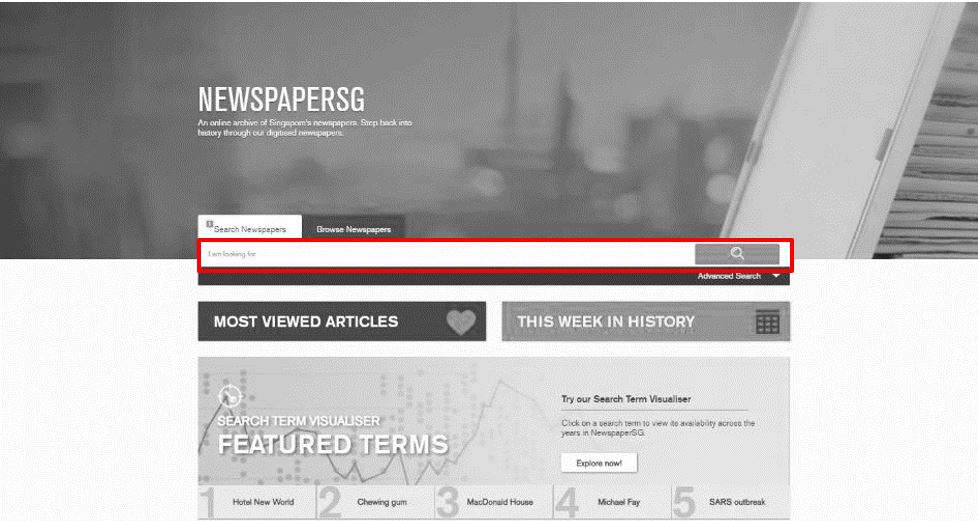 NEWSPAPERSG
An online archive of Singapore's newspapers. Step back into
history through our digitised newspapers.
Search Newspapers
Browse Newspapers
I am looking for
Advanced Search
MOST VIEWED ARTICLES
THIS WEEK IN HISTORY
SEARCH TERM VISUALISER
FEATURED TERMS
Try our Search Term Visualiser
Click on a search term to view its availability across the
years in NewspaperSG.
Explore now!
1 Hotel New World
2 Chewing gum
3 MacDonald House
4 Michael Fay
5 SARS outbreak